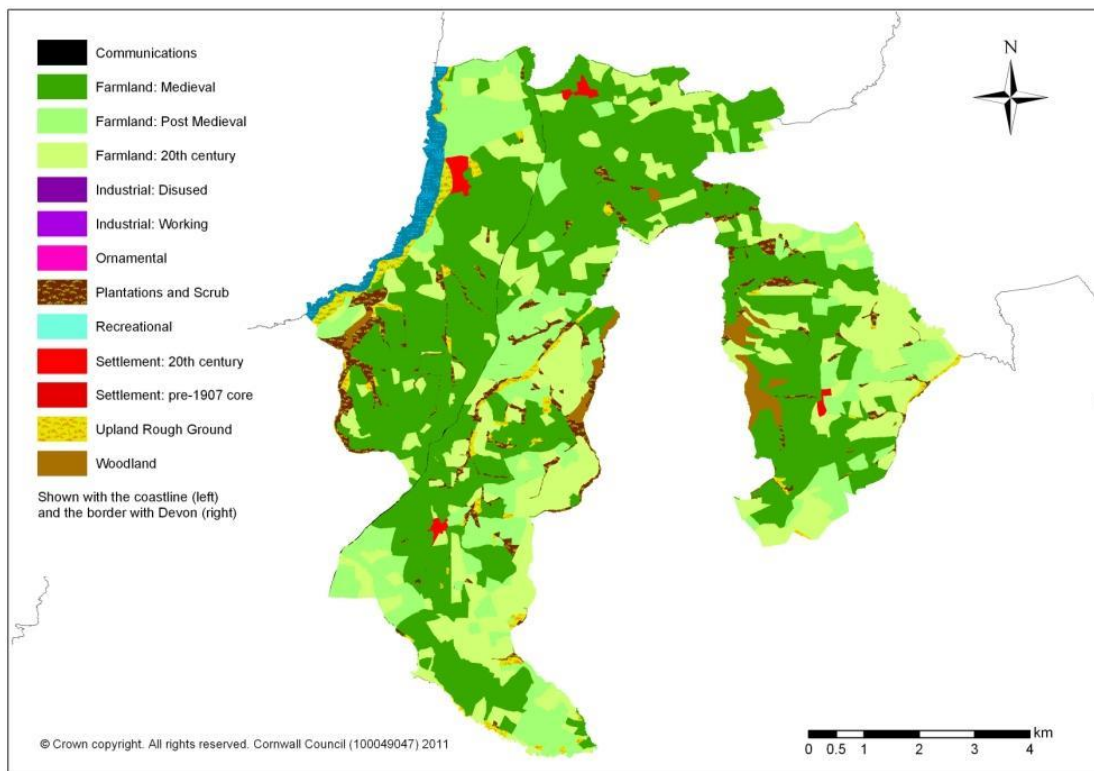 Communications
Farmland: Medieval
Farmland: Post Medieval
Farmland: 20th century
Industrial: Disused
Industrial: Working
Ornamental
Plantations and Scrub
Recreational
Settlement: 20th century
Settlement: pre-1907 core
Upland Rough Ground
Woodland
Shown with the coastline (left)
and the border with Devon (right)
N
© Crown copyright. All rights reserved. Cornwall Council (100049047) 2011
km
0 0.5 1 2 3 4